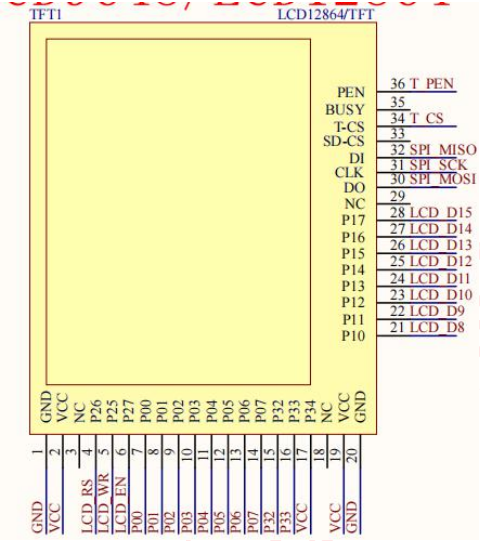 TFT1 LCD12864/TFT
PEN 36 T_PEN
BUSY 35
T-CS 34 T_CS
SD-CS 33
DI 32 SPI_MISO
CLK 31 SPI_SCK
DO 30 SPI_MOSI
NC 29
P17 28 LCD_D15
P16 27 LCD_D14
P15 26 LCD_D13
P14 25 LCD_D12
P13 24 LCD_D11
P12 23 LCD_D10
P11 22 LCD_D9
P10 21 LCD_D8
GND 1 GND
VCC 2 VCC
NC 3
P26 4 LCD_RS
P25 5 LCD_WR
P27 6 LCD_EN
P00 7 P00
P01 8 P01
P02 9 P02
P03 10 P03
P04 11 P04
P05 12 P05
P06 13 P06
P07 14 P07
P32 15 P32
P33 16 P33
P34 17 VCC
NC 18
VCC 19 VCC
GND 20 GND